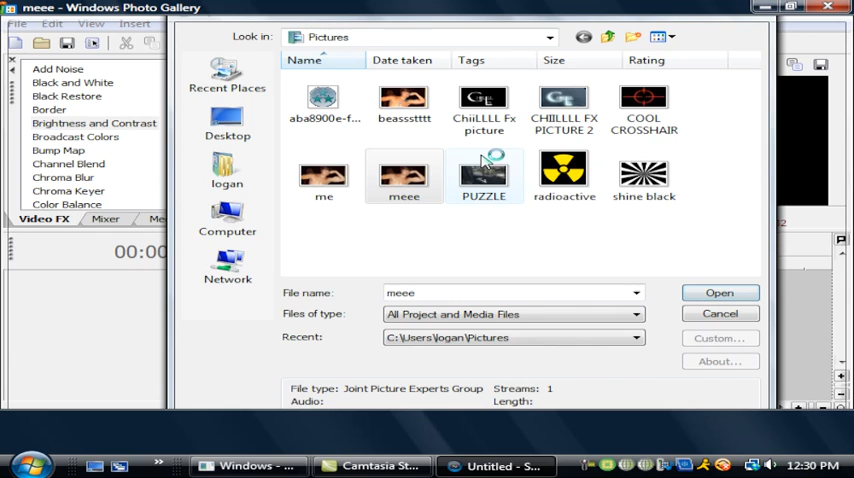 meee - Windows Photo Gallery
File Edit View Insert
Look in: Pictures
Name Date taken Tags Size Rating
Recent Places
Desktop
logan
Computer
Network
aba8900e-f... beassstttt ChiiLLLL Fx picture CHIILLLL FX PICTURE 2 COOL CROSSHAIR
me meee PUZZLE radioactive shine black
File name: meee Open
Files of type: All Project and Media Files Cancel
Recent: C:\Users\logan\Pictures Custom...
About...
File type: Joint Picture Experts Group Streams: 1
Audio: Length:
Add Noise
Black and White
Black Restore
Border
Brightness and Contrast
Broadcast Colors
Bump Map
Channel Blend
Chroma Blur
Chroma Keyer
Color Balance
Video FX Mixer Me
00:00
Windows - ... Camtasia St... Untitled - S... 12:30 PM